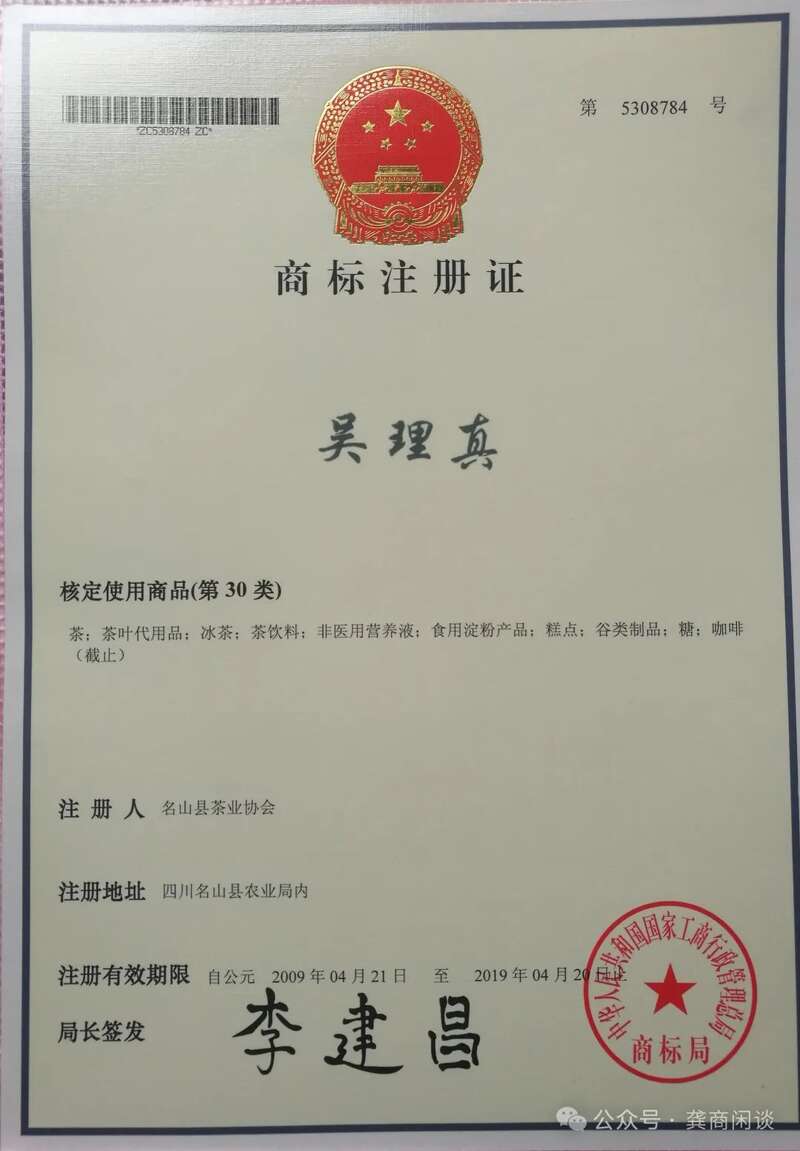 第 5308784 号
*ZC5308784 ZC*
商标注册证
吴理真
核定使用商品(第 30 类)
茶；茶叶代用品；冰茶；茶饮料；非医用营养液；食用淀粉产品；糕点；谷类制品；糖；咖啡
（截止）
注 册 人 名山县茶业协会
注册地址 四川名山县农业局内
注册有效期限 自公元 2009 年 04 月 21 日 至 2019 年 04 月 20 日止
局长签发 李建昌
中华人民共和国国家工商行政管理总局
商标局
公众号 · 龚商闲谈